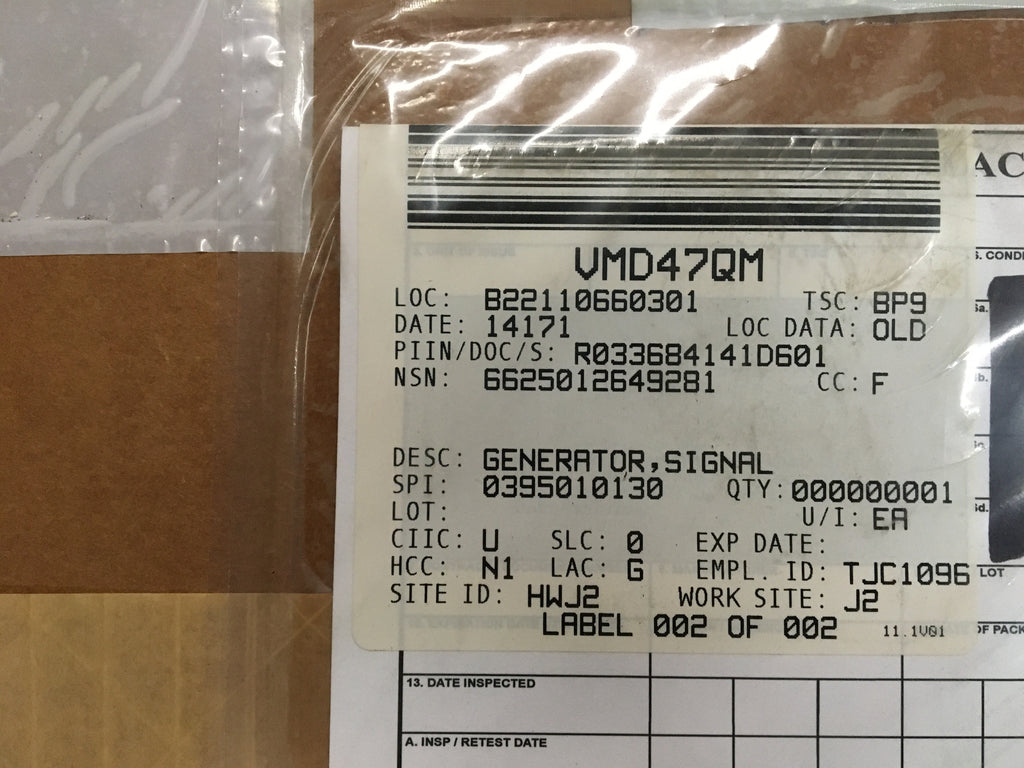 VMD47QM
LOC: B22110660301 TSC: BP9
DATE: 14171 LOC DATA: OLD
PIIN/DOC/S: R033684141D601
NSN: 6625012649281 CC: F
DESC: GENERATOR,SIGNAL
SPI: 0395010130 QTY: 000000001
LOT: U/I: EA
CIIC: U SLC: 0 EXP DATE:
HCC: N1 LAC: G EMPL. ID: TJC1096
SITE ID: HWJ2 WORK SITE: J2
LABEL 002 OF 002 11.1V01
LOT
13. DATE INSPECTED
A. INSP / RETEST DATE